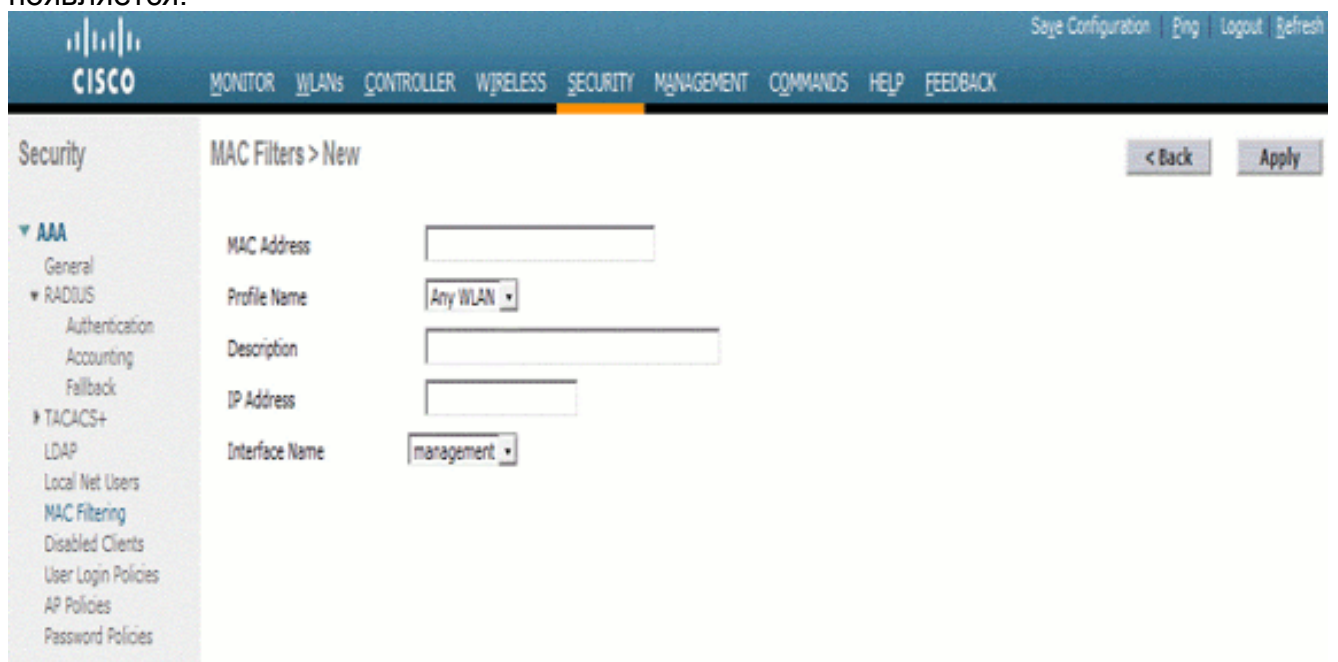 появляется.
Save Configuration | Ping | Logout | Refresh
CISCO
MONITOR WLANs CONTROLLER WIRELESS SECURITY MANAGEMENT COMMANDS HELP FEEDBACK
Security
MAC Filters > New
< Back
Apply
AAA
General
RADIUS
Authentication
Accounting
Fallback
TACACS+
LDAP
Local Net Users
MAC Filtering
Disabled Clients
User Login Policies
AP Policies
Password Policies
MAC Address
Profile Name Any WLAN
Description
IP Address
Interface Name management